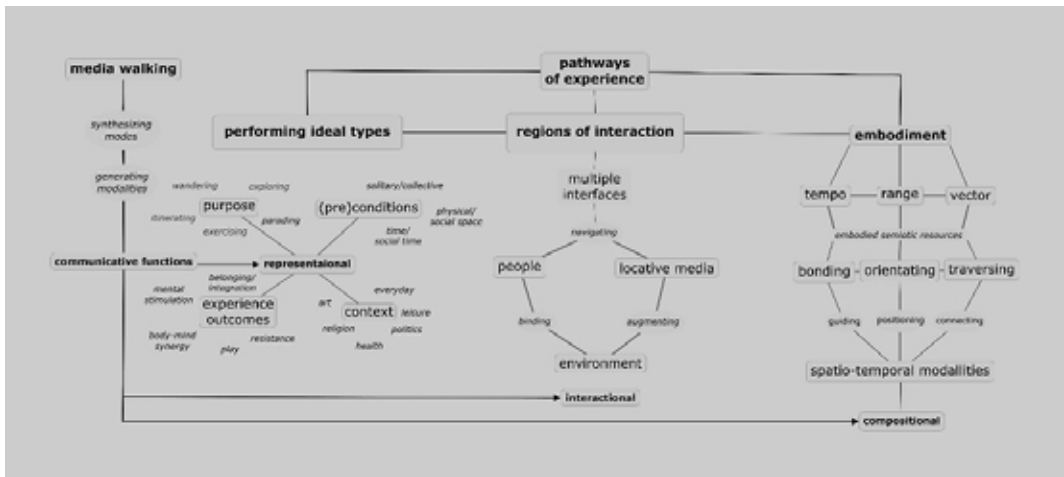 media walking
synthesizing
modes
generating
modalities
communicative functions
pathways
of experience
performing ideal types
regions of interaction
embodiment
wandering
exploring
purpose
itinerating
parading
exercising
solitary/collective
(pre)conditions
physical/
social space
time/
social time
representaional
mental
stimulation
belonging/
integration
experience
outcomes
body-mind
synergy
play
resistance
everyday
art
context
leisure
religion
politics
health
multiple
interfaces
navigating
people
locative media
binding
augmenting
environment
interactional
tempo
range
vector
embodied semiotic resources
bonding
orientating
traversing
guiding
positioning
connecting
spatio-temporal modallities
compositional